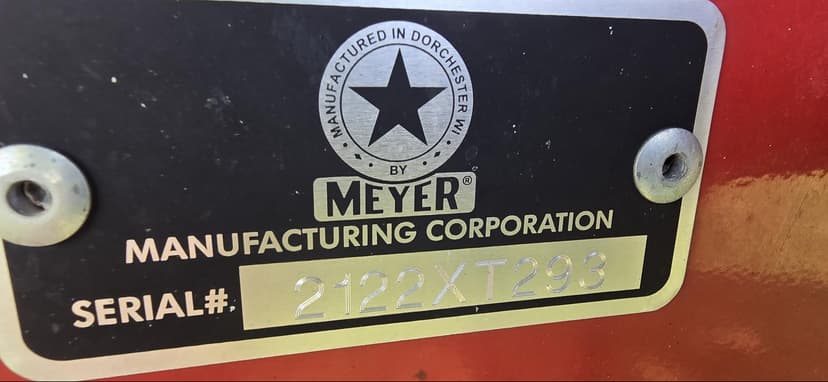 MANUFACTURED IN DORCHESTER WI
BY
MEYER®
MANUFACTURING CORPORATION
SERIAL#. 2122XT293